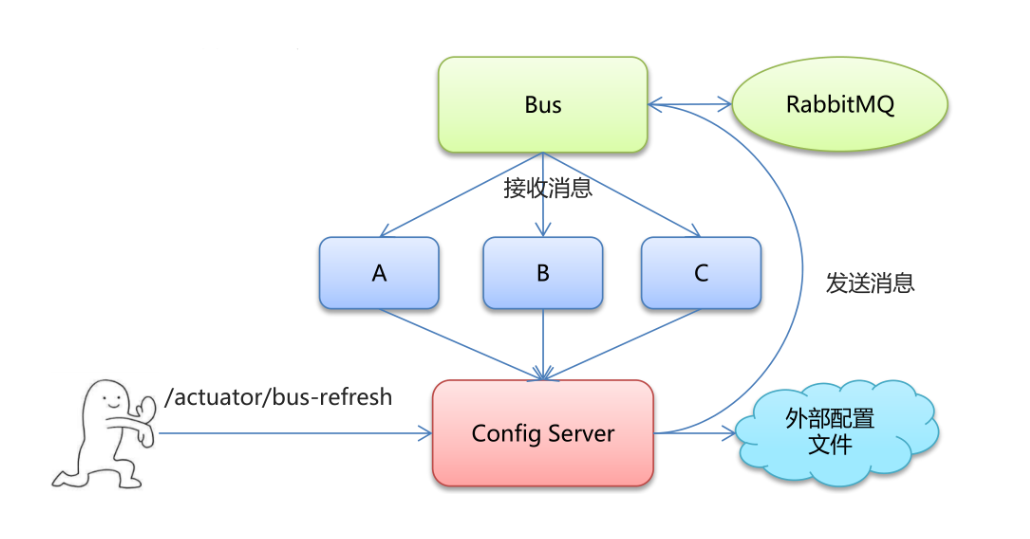 Bus
RabbitMQ
接收消息
A
B
C
发送消息
/actuator/bus-refresh
Config Server
外部配置
文件